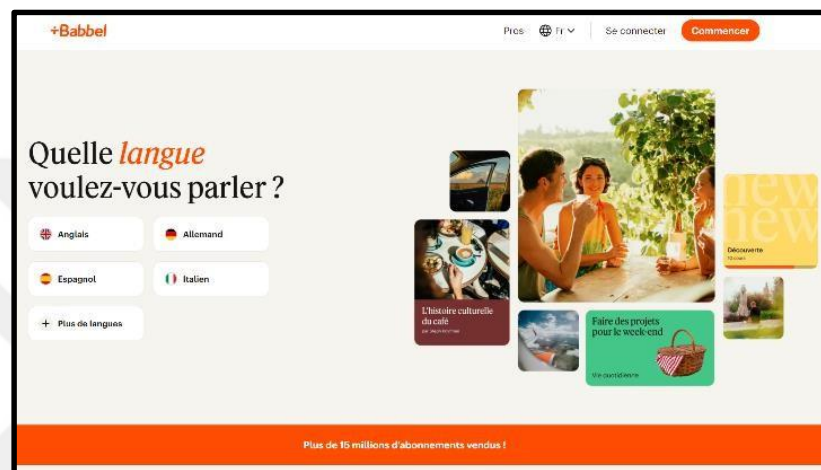 +Babbel
Pros
Fr
Se connecter
Commencer
Quelle langue
voulez-vous parler ?
Anglais
Allemand
Espagnol
Italien
+ Plus de langues
new
new
Découverte
L'histoire culturelle
du café
Faire des projets
pour le week-end
Vie quotidienne
Plus de 15 millions d'abonnements vendus !